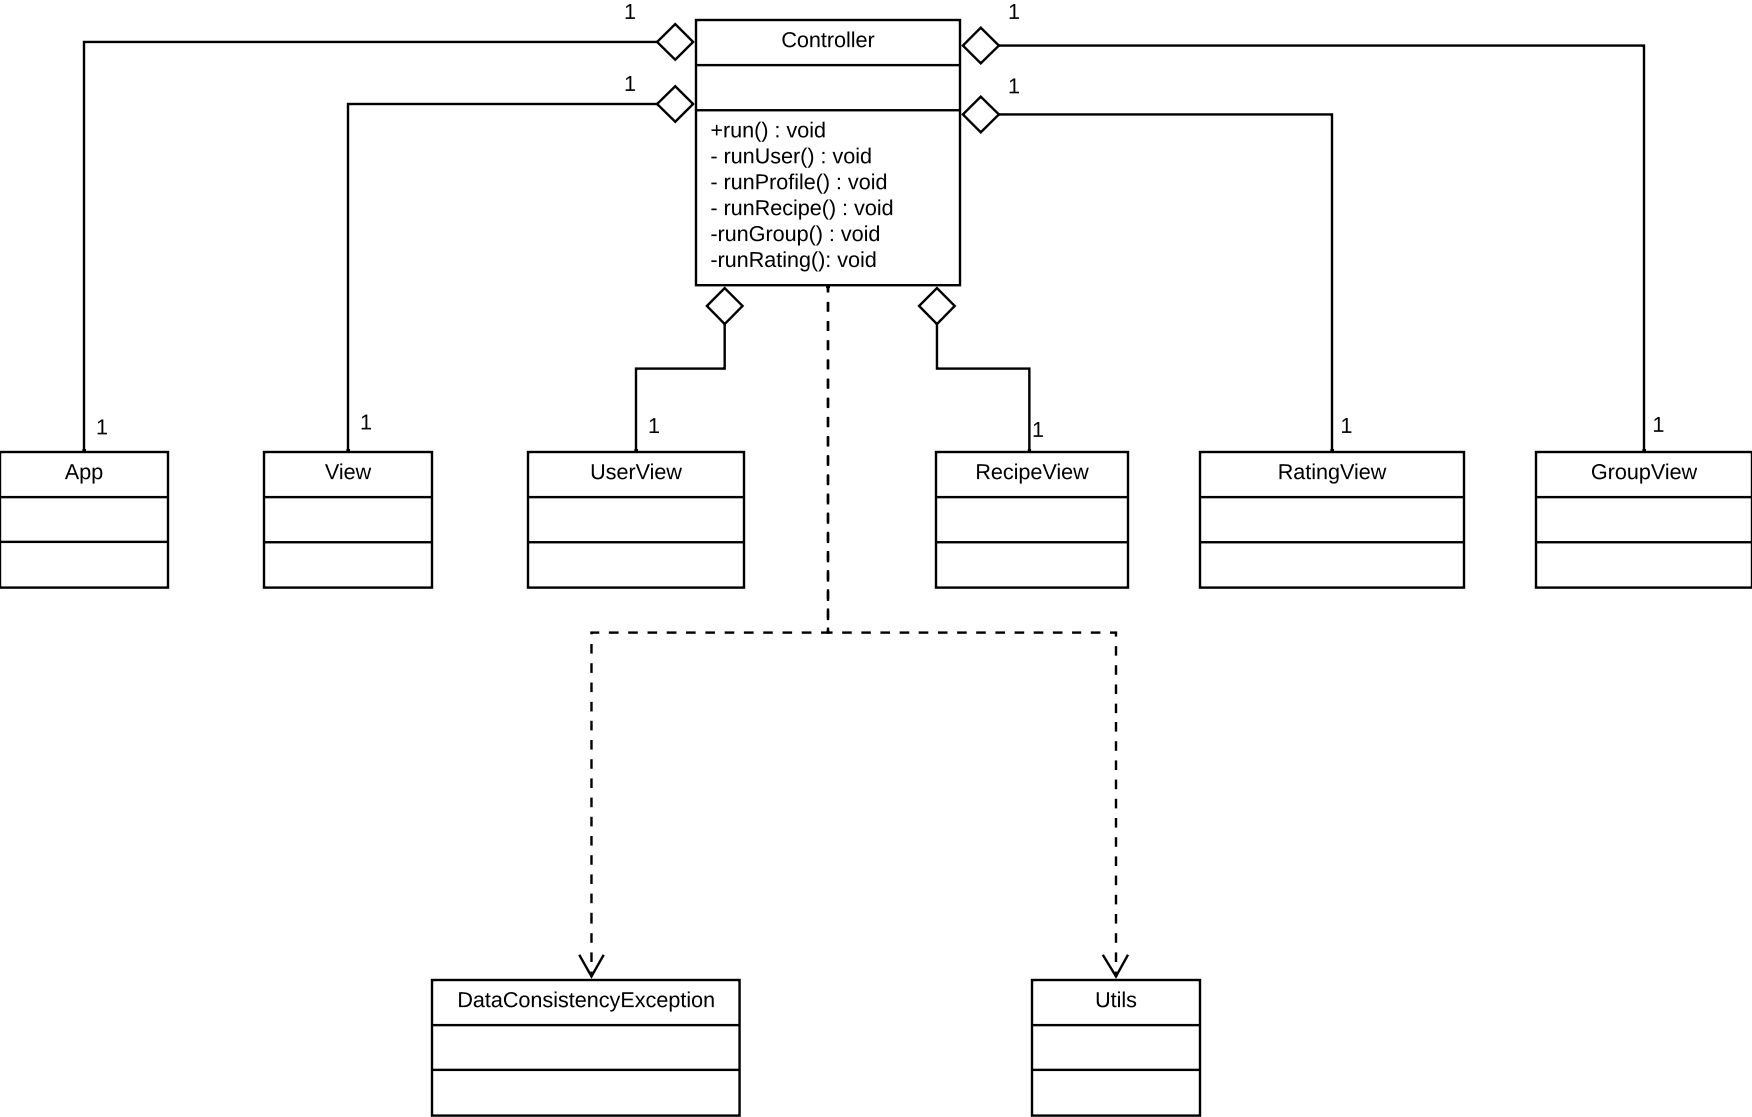 1
1
Controller
1
1
+run() : void
- runUser() : void
- runProfile() : void
- runRecipe() : void
-runGroup() : void
-runRating(): void
1
1
1
1
1
1
App
View
UserView
RecipeView
RatingView
GroupView
DataConsistencyException
Utils